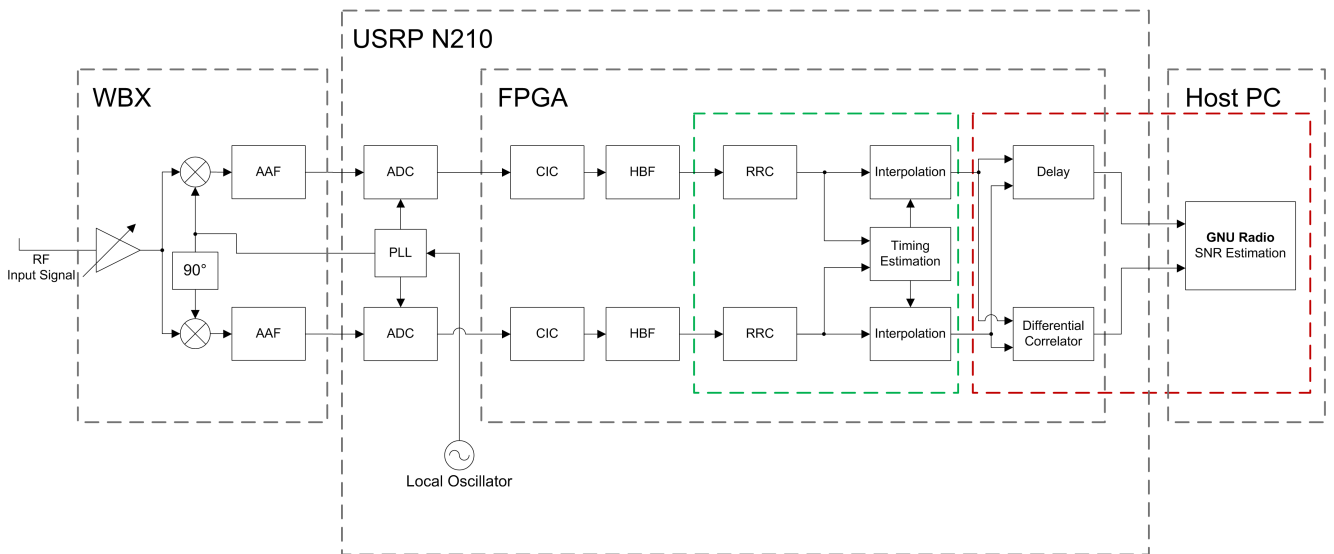 USRP N210
WBX
FPGA
Host PC
AAF
ADC
CIC
HBF
RRC
Interpolation
Delay
RF
Input Signal
90°
PLL
Timing
Estimation
GNU Radio
SNR Estimation
AAF
ADC
CIC
HBF
RRC
Interpolation
Differential
Correlator
Local Oscillator